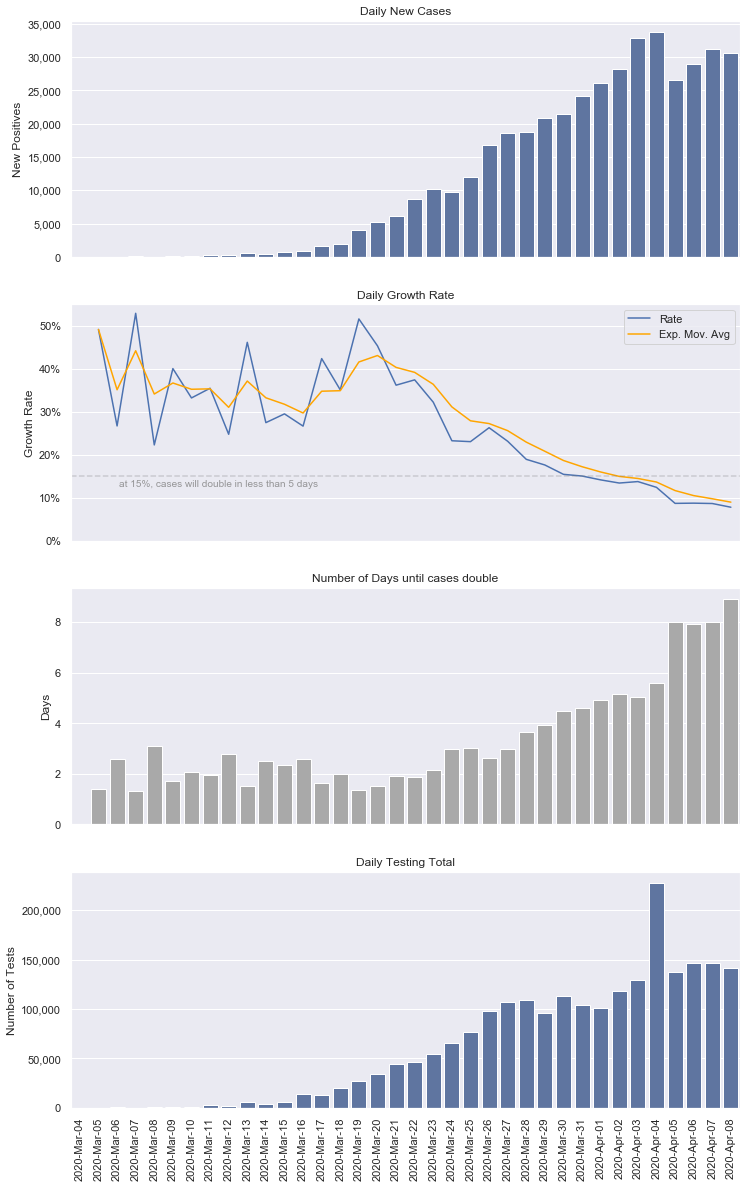 Daily New Cases
35,000
30,000
25,000
20,000
15,000
10,000
5,000
0
New Positives
Daily Growth Rate
50%
40%
30%
20%
10%
0%
Growth Rate
Rate
Exp. Mov. Avg
at 15%, cases will double in less than 5 days
Number of Days until cases double
8
6
4
2
0
Days
Daily Testing Total
200,000
150,000
100,000
50,000
0
Number of Tests
2020-Mar-04
2020-Mar-05
2020-Mar-06
2020-Mar-07
2020-Mar-08
2020-Mar-09
2020-Mar-10
2020-Mar-11
2020-Mar-12
2020-Mar-13
2020-Mar-14
2020-Mar-15
2020-Mar-16
2020-Mar-17
2020-Mar-18
2020-Mar-19
2020-Mar-20
2020-Mar-21
2020-Mar-22
2020-Mar-23
2020-Mar-24
2020-Mar-25
2020-Mar-26
2020-Mar-27
2020-Mar-28
2020-Mar-29
2020-Mar-30
2020-Mar-31
2020-Apr-01
2020-Apr-02
2020-Apr-03
2020-Apr-04
2020-Apr-05
2020-Apr-06
2020-Apr-07
2020-Apr-08